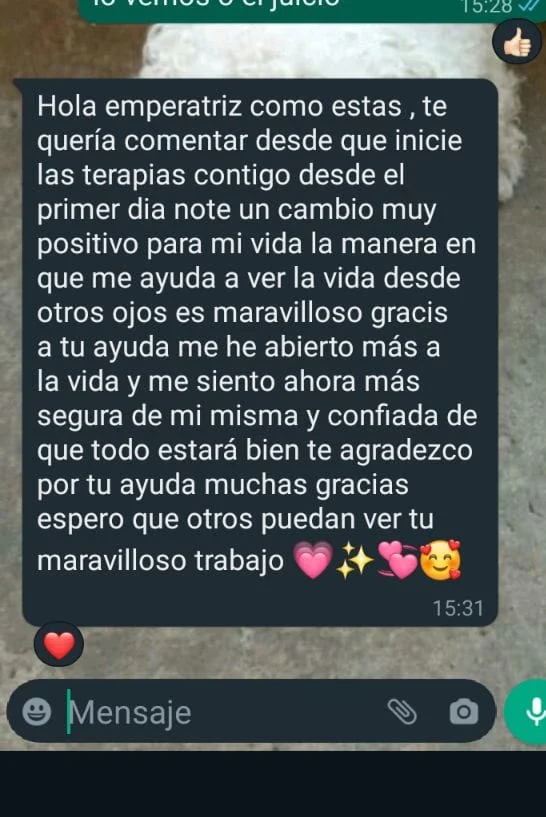 15:28
Hola emperatriz como estas , te
quería comentar desde que inicie
las terapias contigo desde el
primer dia note un cambio muy
positivo para mi vida la manera en
que me ayuda a ver la vida desde
otros ojos es maravilloso gracis
a tu ayuda me he abierto más a
la vida y me siento ahora más
segura de mi misma y confiada de
que todo estará bien te agradezco
por tu ayuda muchas gracias
espero que otros puedan ver tu
maravilloso trabajo 💗✨💞🥰
15:31
Mensaje